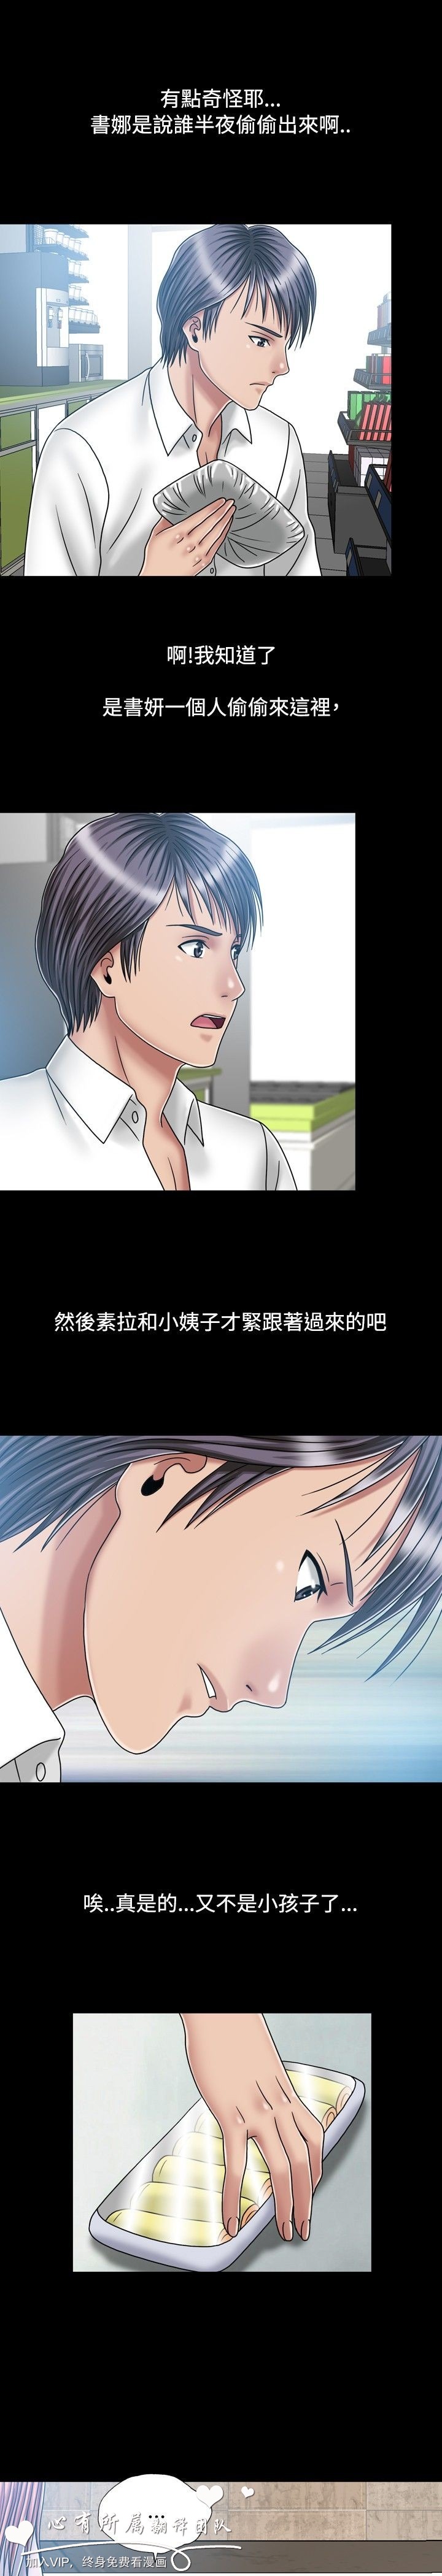 有點奇怪耶...
書娜是說誰半夜偷偷出來啊..
啊!我知道了
是書妍一個人偷偷來這裡,
然後素拉和小姨子才緊跟著過來的吧
唉..真是的...又不是小孩子了...
...
心有所属翻译团队
加入VIP，终身免费看漫画